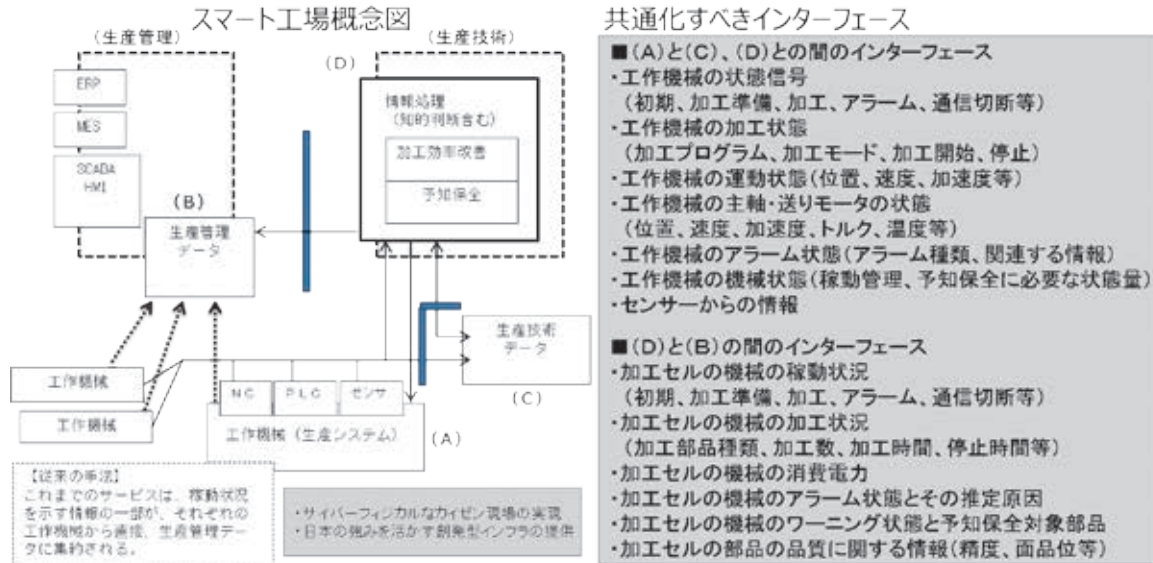 スマート工場概念図
(生産管理)
ERP
MES
SCADA
HMI
(B)
生産管理
データ
(生産技術)
(D)
情報処理
(知的判断含む)
加工効率改善
予知保全
生産技術
データ
(C)
工作機械
工作機械
NC
PLC
センサ
工作機械(生産システム)
(A)
【従来の手法】
これまでのサービスは、稼動状況
を示す情報の一部が、それぞれの
工作機械から直接、生産管理デー
タに集約される。
・サイバーフィジカルなカイゼン現場の実現
・日本の強みを活かす創発型インフラの提供
共通化すべきインターフェース
■(A)と(C)、(D)との間のインターフェース
・工作機械の状態信号
(初期、加工準備、加工、アラーム、通信切断等)
・工作機械の加工状態
(加工プログラム、加工モード、加工開始、停止)
・工作機械の運動状態(位置、速度、加速度等)
・工作機械の主軸・送りモータの状態
(位置、速度、加速度、トルク、温度等)
・工作機械のアラーム状態(アラーム種類、関連する情報)
・工作機械の機械状態(稼動管理、予知保全に必要な状態量)
・センサーからの情報
■(D)と(B)の間のインターフェース
・加工セルの機械の稼動状況
(初期、加工準備、加工、アラーム、通信切断等)
・加工セルの機械の加工状況
(加工部品種類、加工数、加工時間、停止時間等)
・加工セルの機械の消費電力
・加工セルの機械のアラーム状態とその推定原因
・加工セルの機械のワーニング状態と予知保全対象部品
・加工セルの部品の品質に関する情報(精度、面品位等)